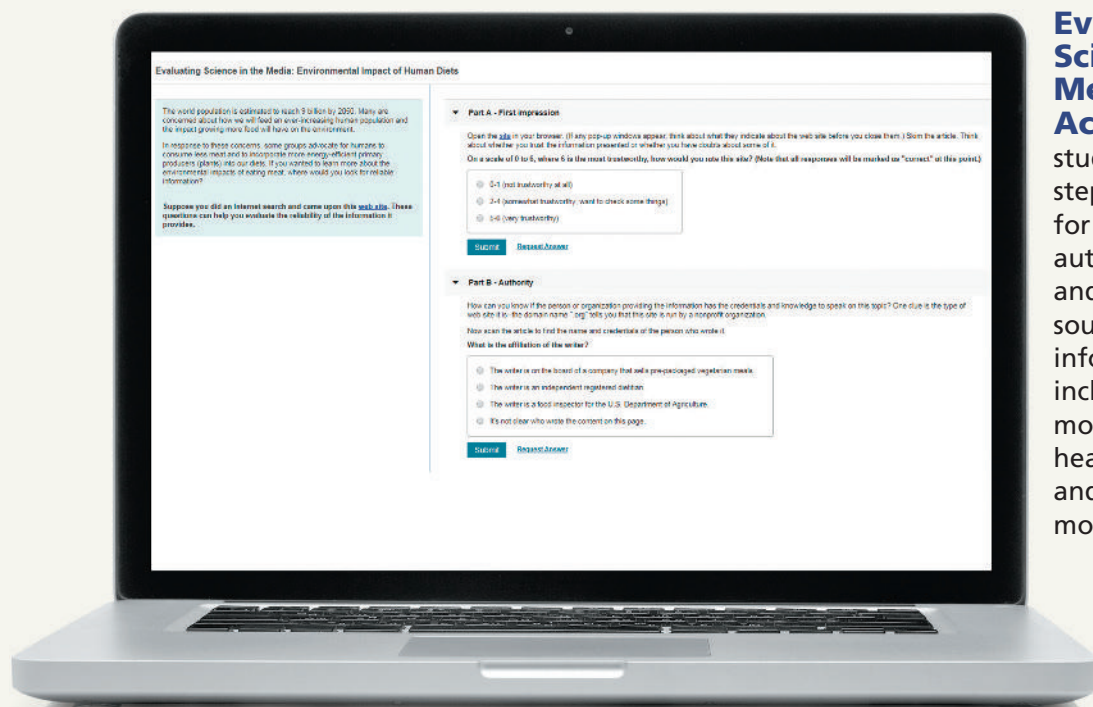 Evaluating Science in the Media: Environmental Impact of Human Diets
The world population is estimated to reach 9 billion by 2050. Many are
concerned about how we will feed an ever-increasing human population and
the impact growing more food will have on the environment.
In response to these concerns, some groups advocate for humans to
consume less meat and to incorporate more energy-efficient primary
producers (plants) into our diets. If you wanted to learn more about the
environmental impacts of eating meat, where would you look for reliable
information?
Suppose you did an Internet search and came upon this web site. These
questions can help you evaluate the reliability of the information it
provides.
Part A - First impression
Open the site in your browser. (If any pop-up windows appear, think about what they indicate about the web site before you close them.) Skim the article. Think
about whether you trust the information presented or whether you have doubts about some of it.
On a scale of 0 to 6, where 6 is the most trustworthy, how would you rate this site? (Note that all responses will be marked as "correct" at this point.)
0-1 (not trustworthy at all)
2-4 (somewhat trustworthy, want to check some things)
5-6 (very trustworthy)
Submit Request Answer
Part B - Authority
How can you know if the person or organization providing the information has the credentials and knowledge to speak on this topic? One clue is the type of
web site it is- the domain name ".org" tells you that this site is run by a nonprofit organization.
Now scan the article to find the name and credentials of the person who wrote it.
What is the affiliation of the writer?
The writer is on the board of a company that sells pre-packaged vegetarian meals.
The writer is an independent registered dietitian.
The writer is a food inspector for the U.S. Department of Agriculture.
It's not clear who wrote the content on this page.
Submit Request Answer
Ev
Sci
Me
Ac
stu
step
for
aut
and
sou
info
incl
mo
hea
and
mo